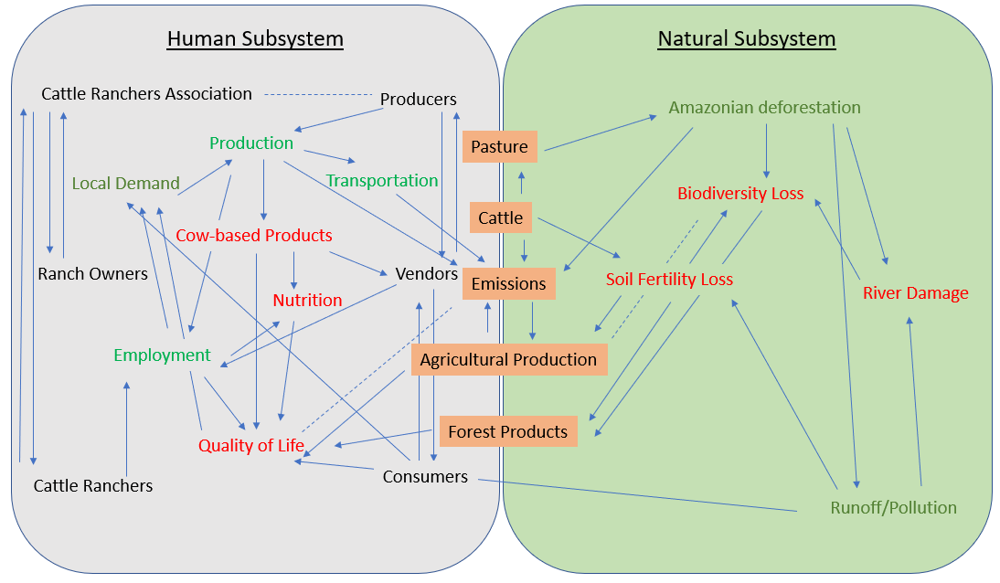 Human Subsystem
Natural Subsystem
Cattle Ranchers Association
Producers
Amazonian deforestation
Production
Pasture
Local Demand
Transportation
Biodiversity Loss
Cattle
Cow-based Products
Ranch Owners
Vendors
Emissions
Soil Fertility Loss
River Damage
Nutrition
Employment
Agricultural Production
Forest Products
Quality of Life
Consumers
Cattle Ranchers
Runoff/Pollution